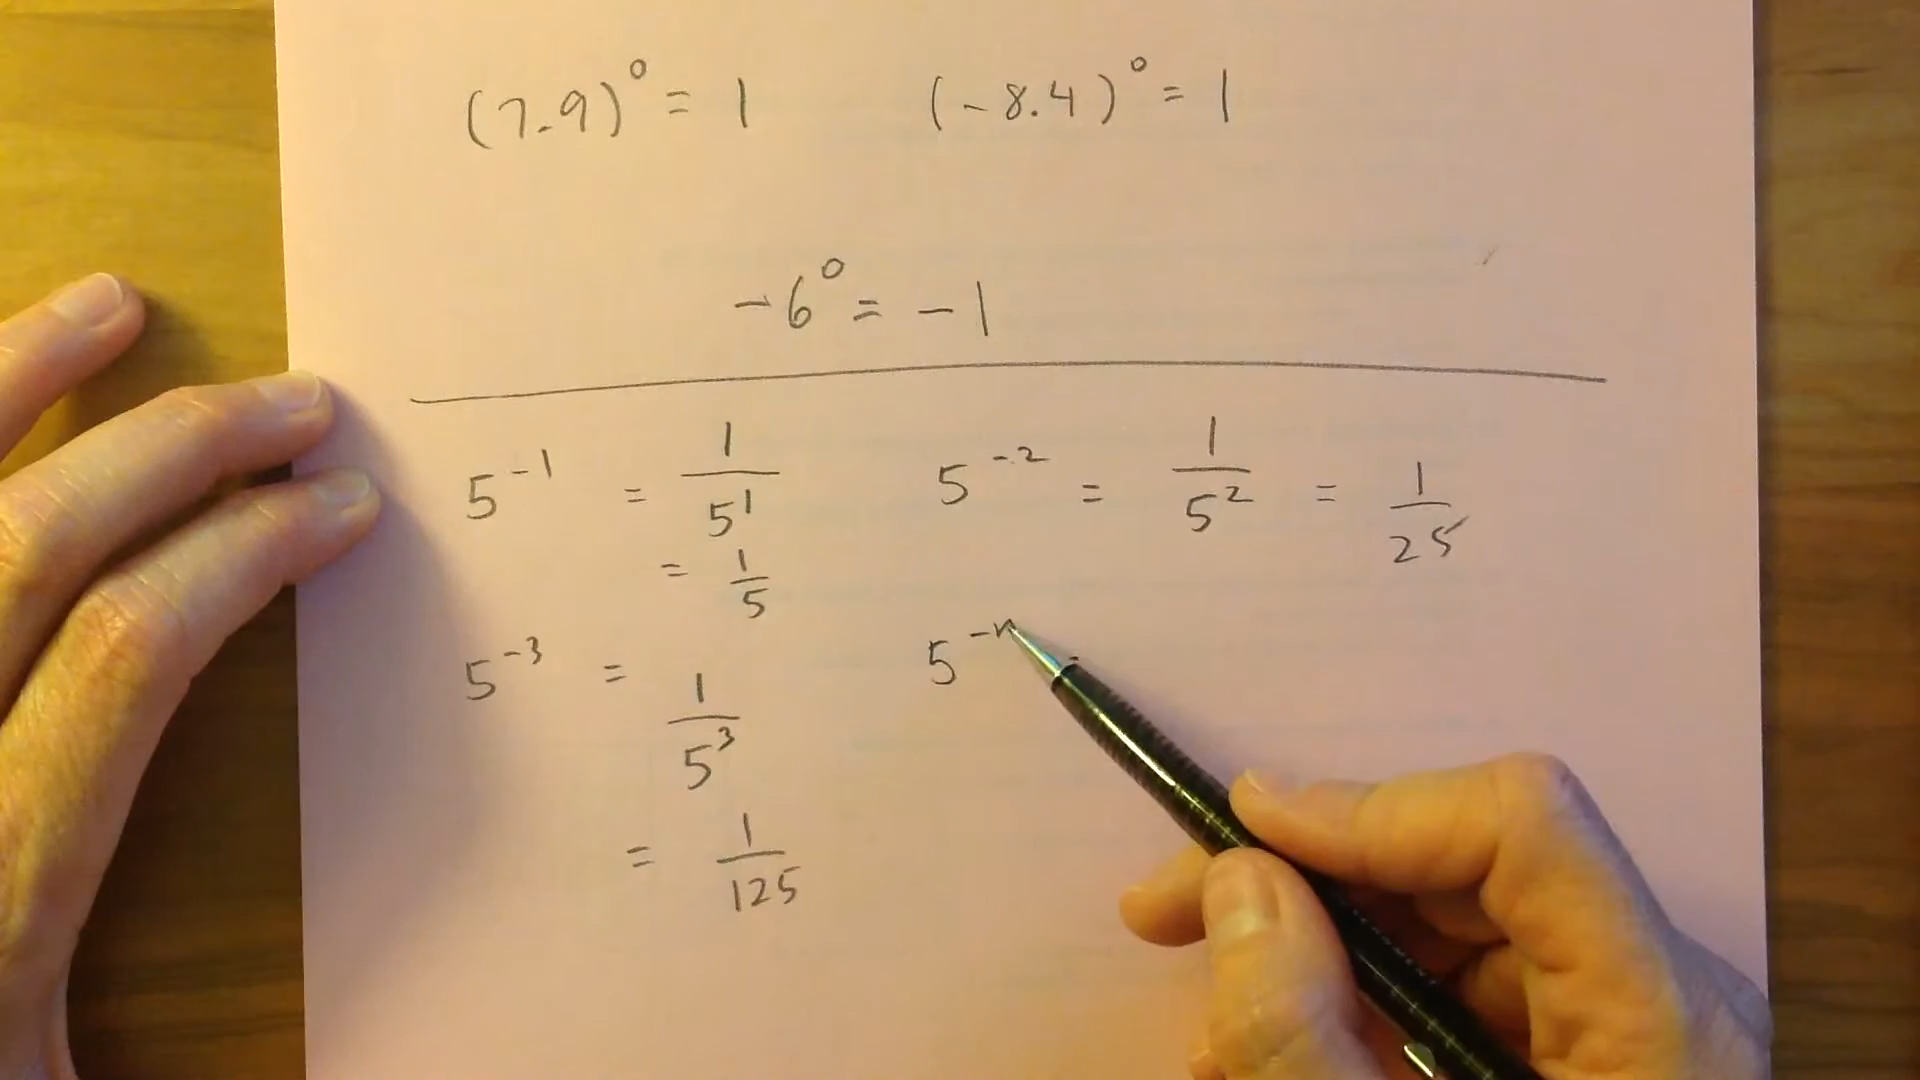 (7.9)⁰ = 1    (-8.4)⁰ = 1
-6⁰ = -1
5⁻¹ = 1/5¹    5⁻² = 1/5² = 1/25
= 1/5
5⁻³ = 1/5³    5⁻ⁿ
= 1/125